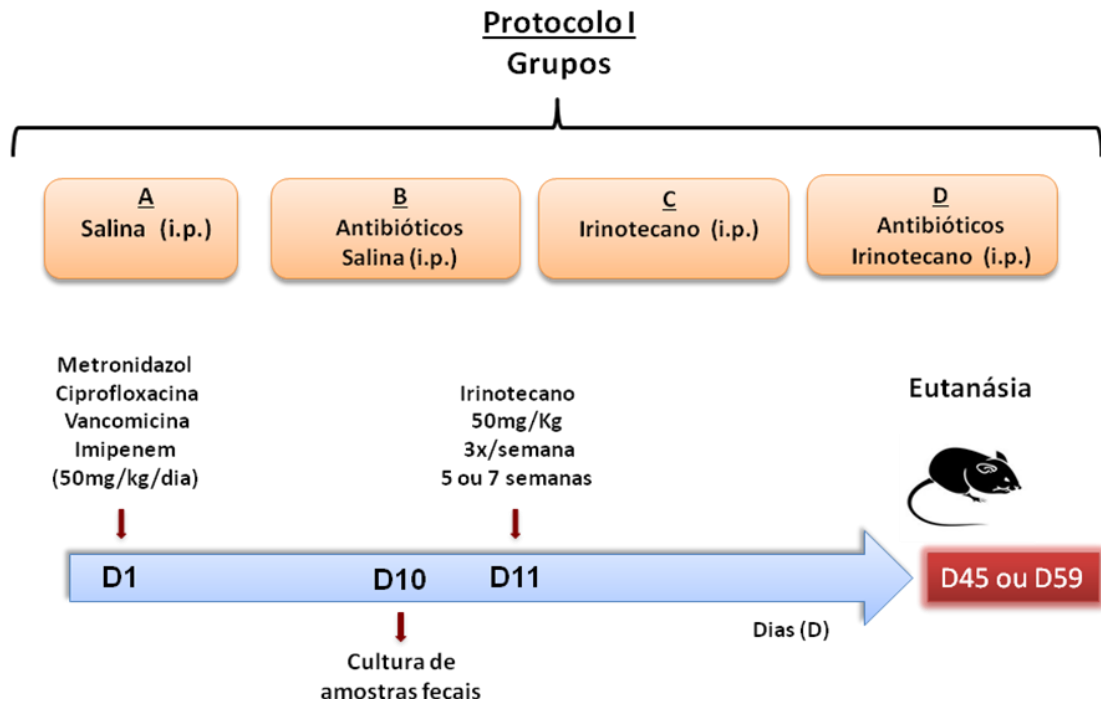 Protocolo I
Grupos
A
Salina (i.p.)
B
Antibióticos
Salina (i.p.)
C
Irinotecano (i.p.)
D
Antibióticos
Irinotecano (i.p.)
Metronidazol
Ciprofloxacina
Vancomicina
Imipenem
(50mg/kg/dia)
Irinotecano
50mg/Kg
3x/semana
5 ou 7 semanas
Eutanásia
D1
D10
D11
D45 ou D59
Dias (D)
Cultura de
amostras fecais